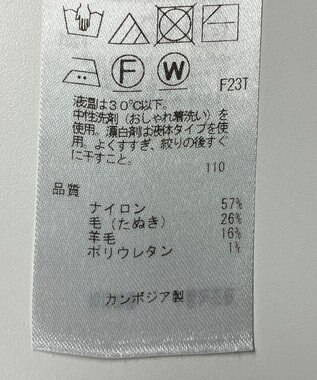 F W
F23T
液温は30℃以下。
中性洗剤（おしゃれ着洗い）を
使用。漂白剤は液体タイプを使
用。よくすすぎ、絞りの後すぐ
に干すこと。
110
品質
ナイロン 57%
毛（たぬき） 26%
羊毛 16%
ポリウレタン 1%
カンボジア製